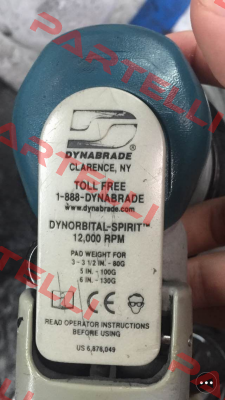 DYNABRADE®
CLARENCE, NY
TOLL FREE
1-888-DYNABRADE
www.dynabrade.com
DYNORBITAL-SPIRIT™
12,000 RPM
PAD WEIGHT FOR
3 - 3 1/2 IN. - 80G
5 IN. - 100G
6 IN. - 130G
CE
READ OPERATOR INSTRUCTIONS
BEFORE USING
US 6,878,049
PARTELLI
PARTELLI
PARTELLI